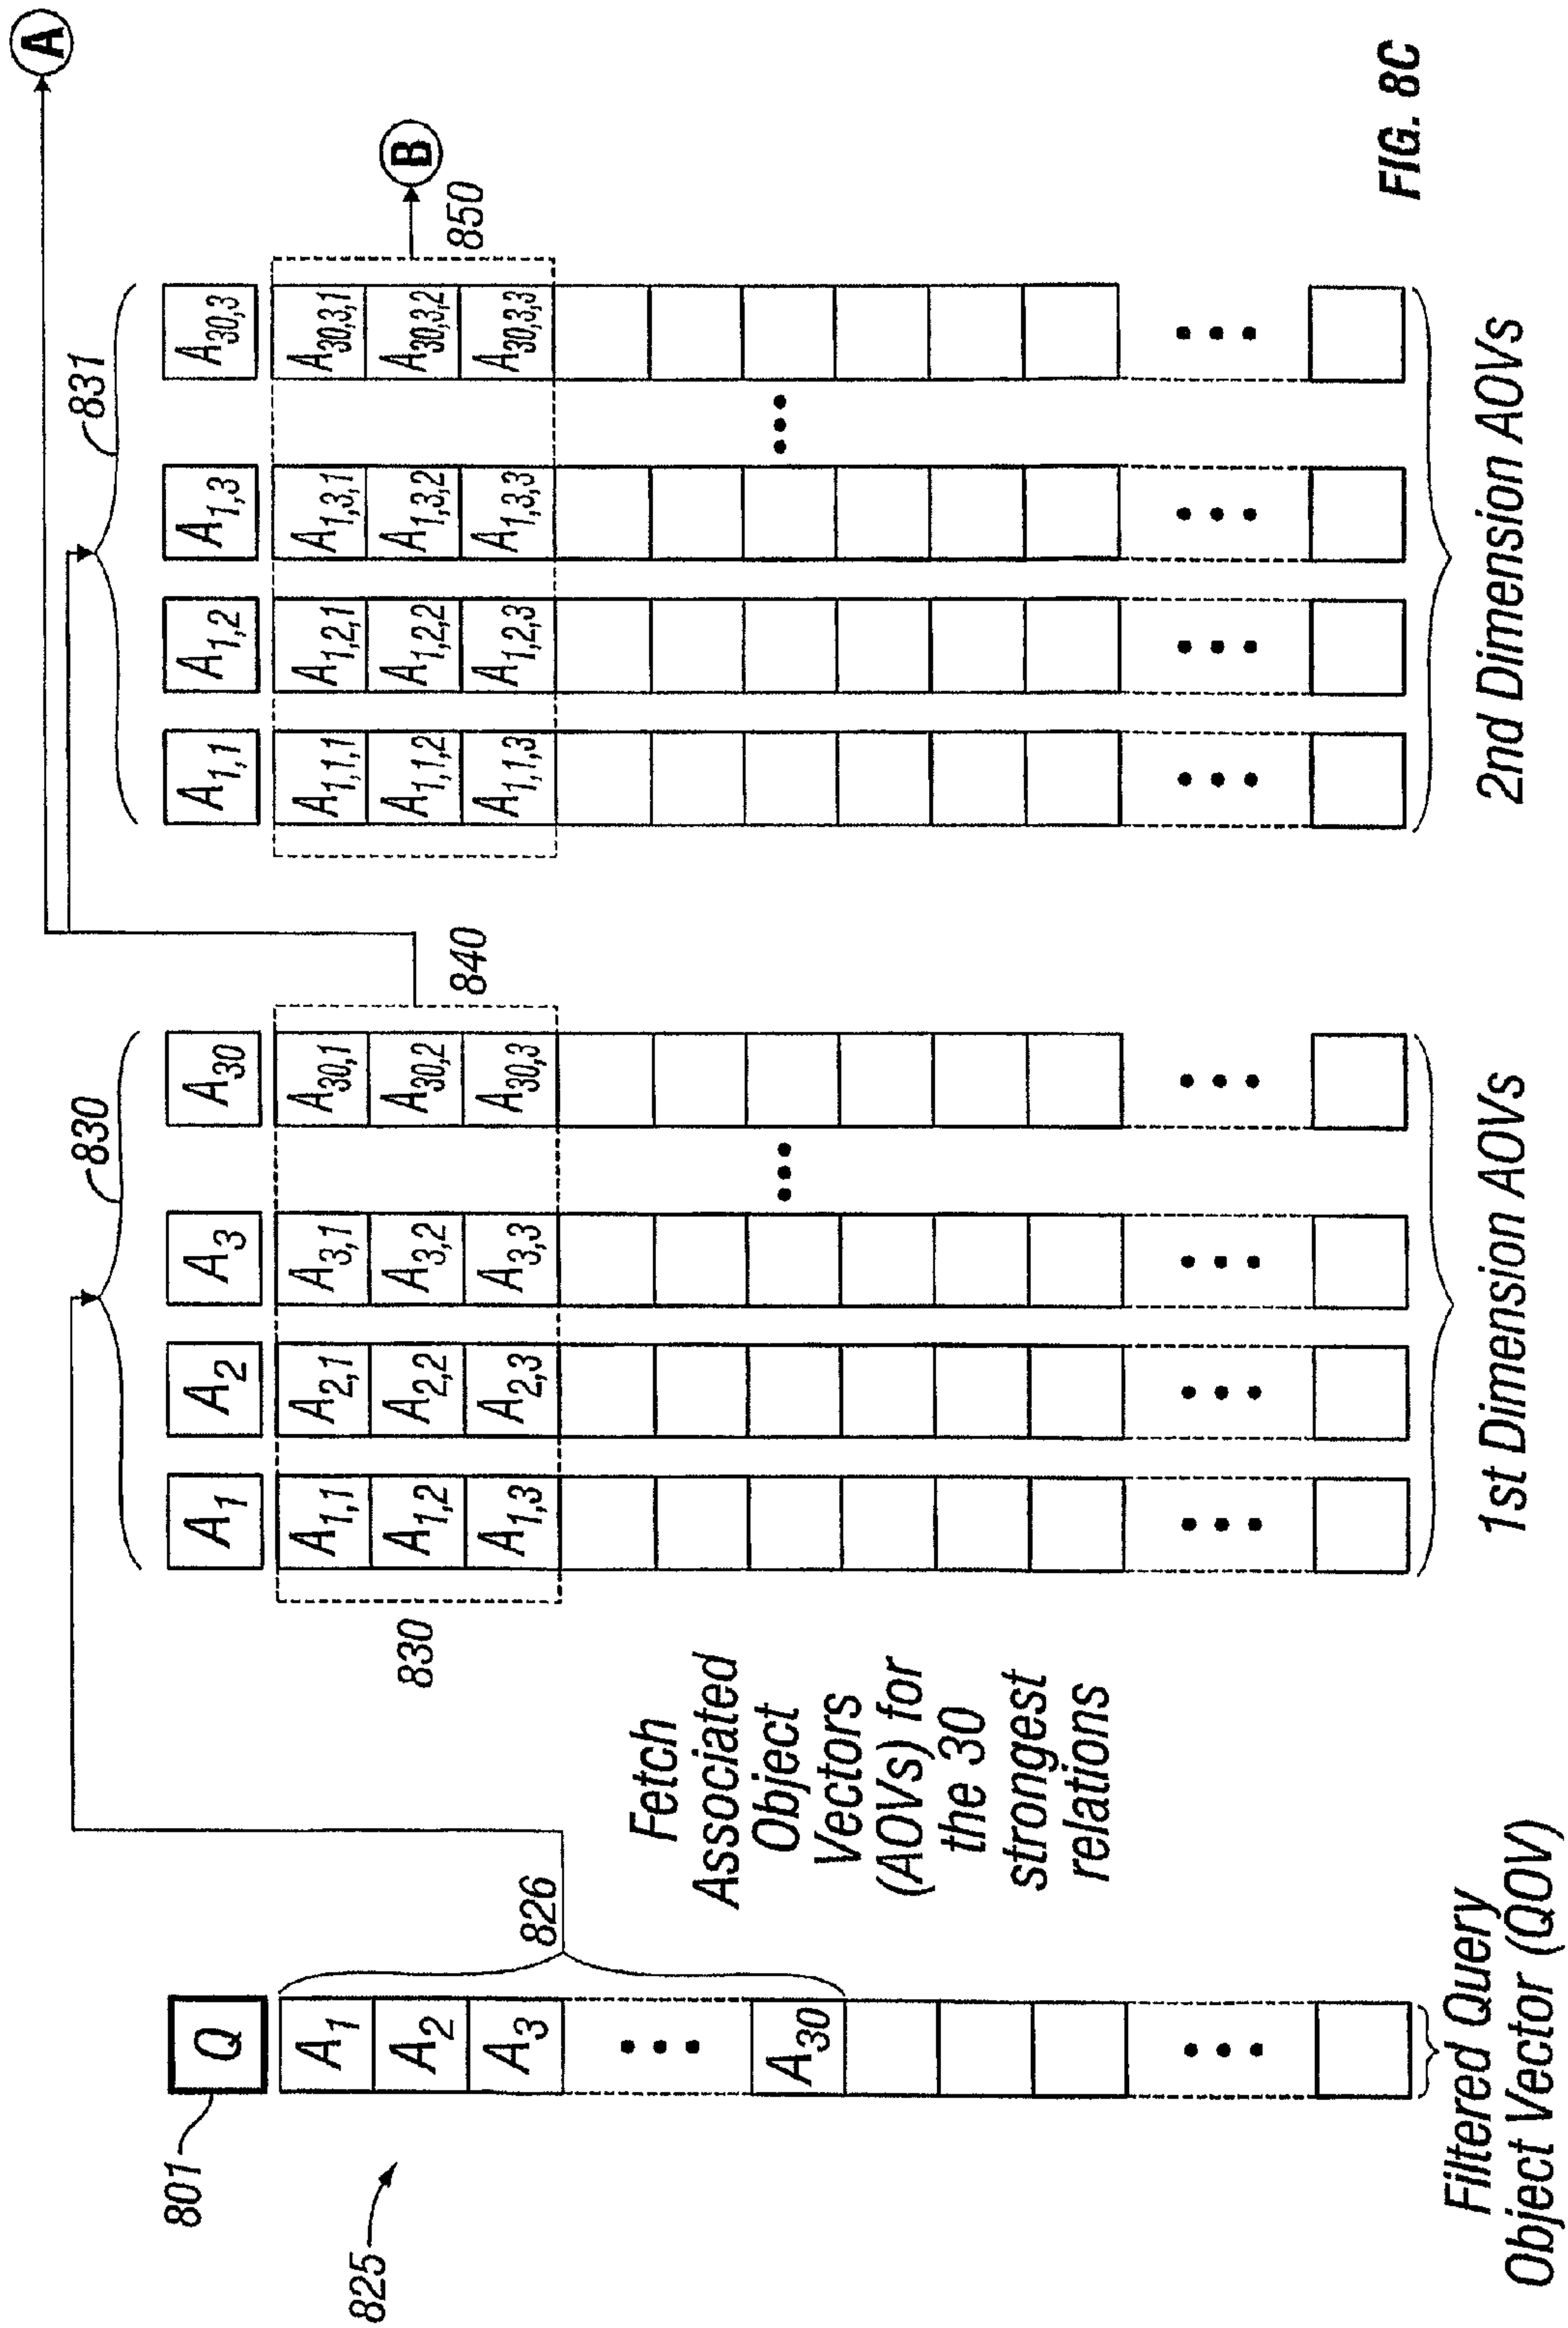 A
B
830
831
801
Q
A1
A2
A3
A30
A1,1
A1,2
A1,3
A30,3
825
826
A1
A2
A3
A30
830
A1,1
A2,1
A3,1
A30,1
A1,2
A2,2
A3,2
A30,2
A1,3
A2,3
A3,3
A30,3
840
A1,1,1
A1,2,1
A1,3,1
A30,3,1
A1,1,2
A1,2,2
A1,3,2
A30,3,2
A1,1,3
A1,2,3
A1,3,3
A30,3,3
850
Fetch
Associated
Object
Vectors
(AOVs) for
the 30
strongest
relations
Filtered Query
Object Vector (QOV)
1st Dimension AOVs
2nd Dimension AOVs
FIG. 8C